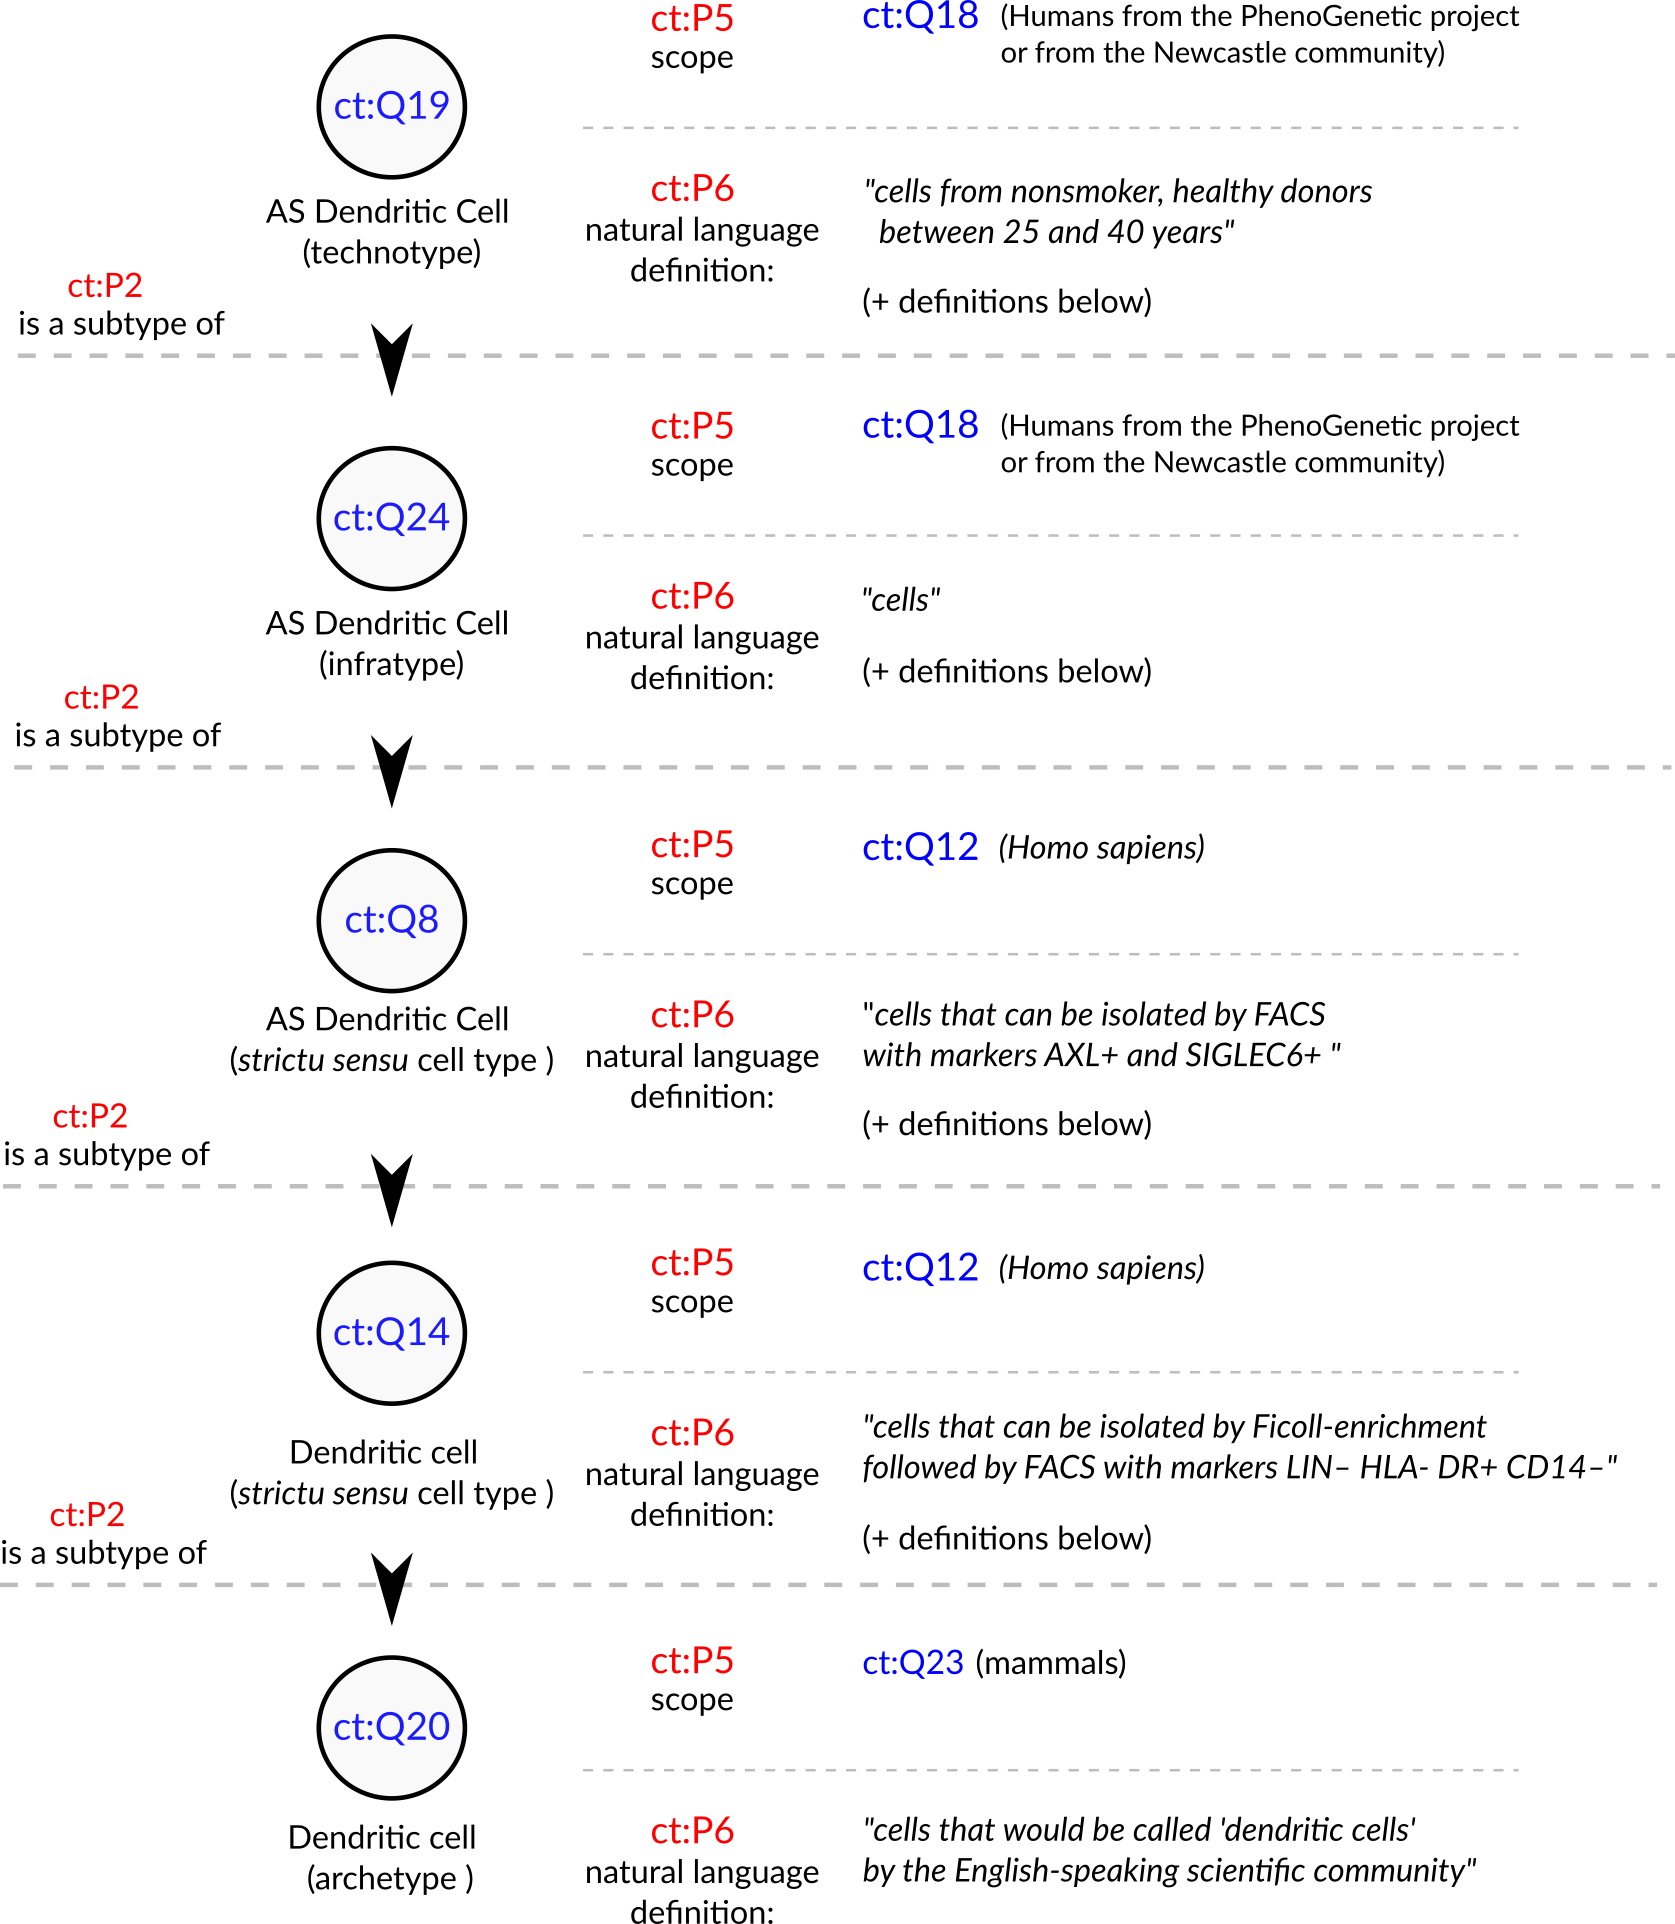 ct:P5
scope
ct:Q18 (Humans from the PhenoGenetic project
or from the Newcastle community)
ct:Q19
AS Dendritic Cell
(technotype)
ct:P6
natural language
definition:
"cells from nonsmoker, healthy donors
between 25 and 40 years"
(+ definitions below)
ct:P2
is a subtype of
ct:P5
scope
ct:Q18 (Humans from the PhenoGenetic project
or from the Newcastle community)
ct:Q24
AS Dendritic Cell
(infratype)
ct:P6
natural language
definition:
"cells"
(+ definitions below)
ct:P2
is a subtype of
ct:P5
scope
ct:Q12 (Homo sapiens)
ct:Q8
AS Dendritic Cell
(strictu sensu cell type )
ct:P6
natural language
definition:
"cells that can be isolated by FACS
with markers AXL+ and SIGLEC6+ "
(+ definitions below)
ct:P2
is a subtype of
ct:P5
scope
ct:Q12 (Homo sapiens)
ct:Q14
Dendritic cell
(strictu sensu cell type )
ct:P6
natural language
definition:
"cells that can be isolated by Ficoll-enrichment
followed by FACS with markers LIN– HLA- DR+ CD14–"
(+ definitions below)
ct:P2
is a subtype of
ct:P5
scope
ct:Q23 (mammals)
ct:Q20
Dendritic cell
(archetype )
ct:P6
natural language
definition:
"cells that would be called 'dendritic cells'
by the English-speaking scientific community"